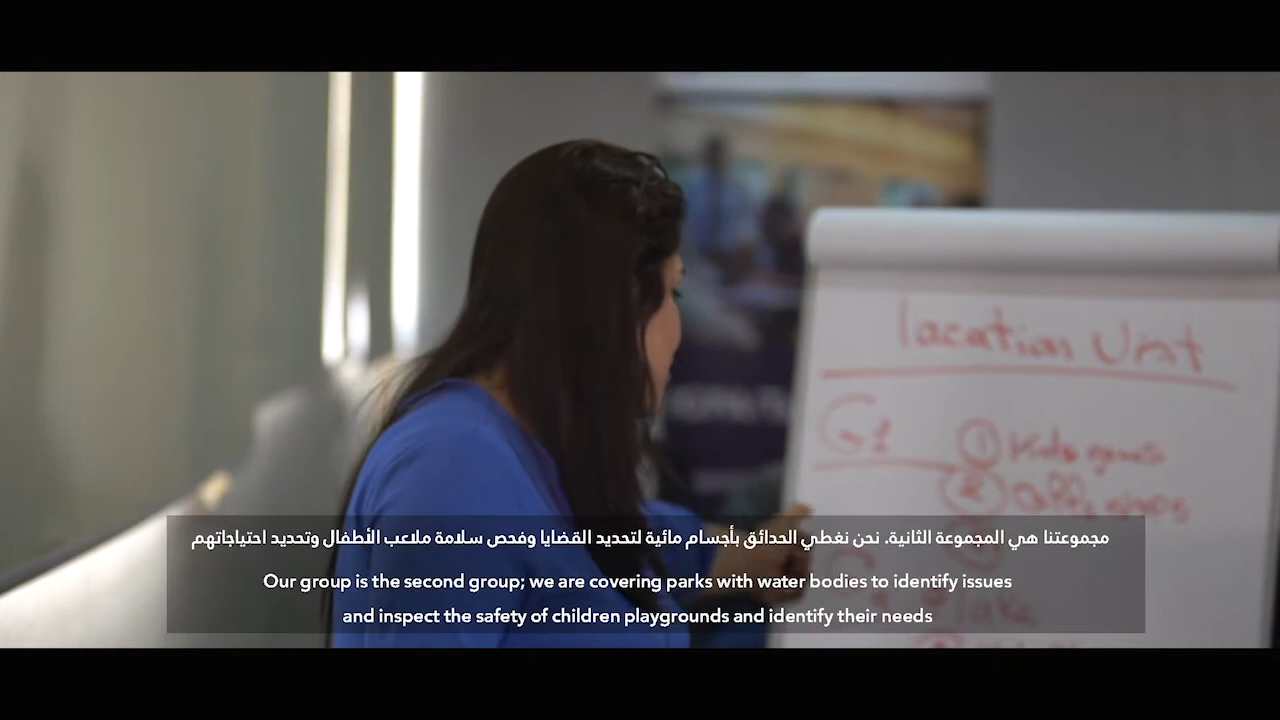 lacation Unit
G1
1 Kids games
2
مجموعتنا هي المجموعة الثانية. نحن نغطي الحدائق بأجسام مائية لتحديد القضايا وفحص سلامة ملاعب الأطفال وتحديد احتياجاتهم
Our group is the second group; we are covering parks with water bodies to identify issues
and inspect the safety of children playgrounds and identify their needs